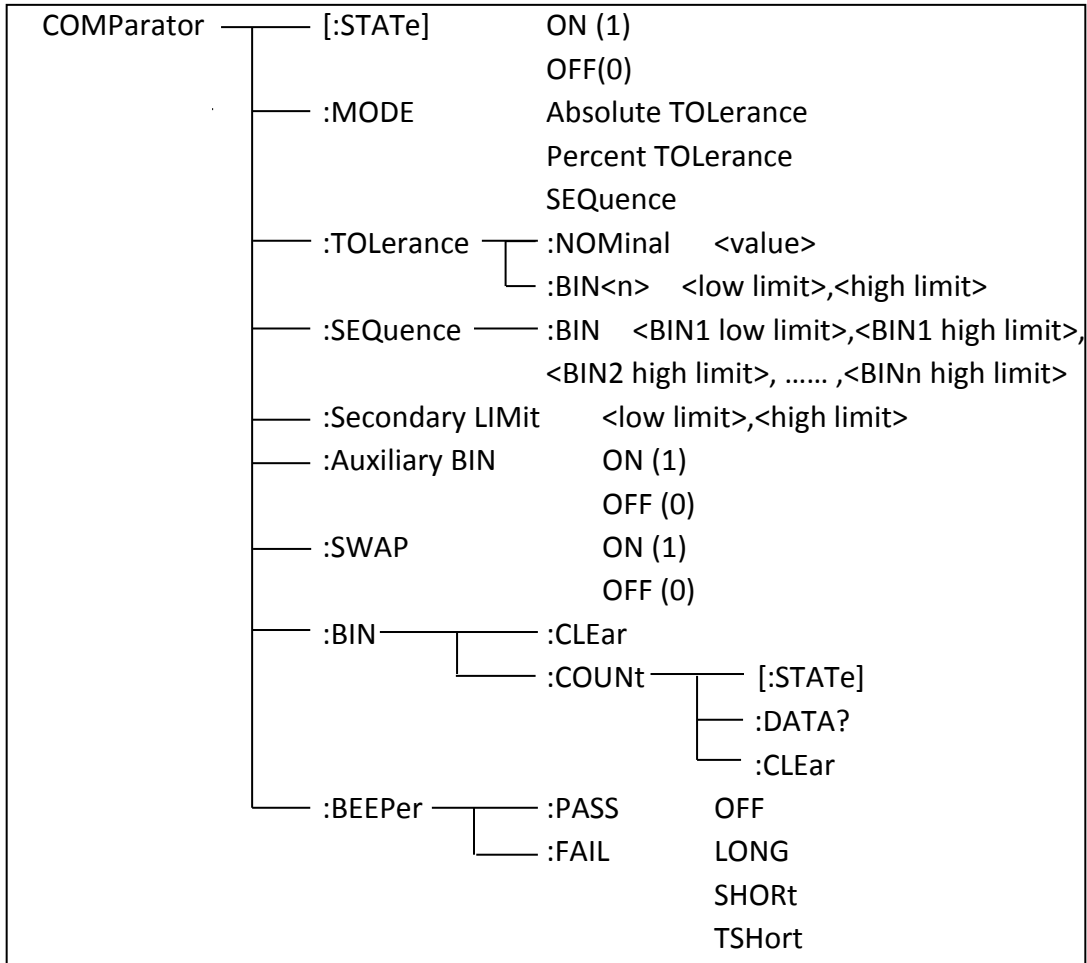 COMParator [:STATe] ON (1)
OFF(0)
:MODE Absolute TOLerance
Percent TOLerance
SEQuence
:TOLerance :NOMinal <value>
:BIN<n> <low limit>,<high limit>
:SEQuence :BIN <BIN1 low limit>,<BIN1 high limit>,
<BIN2 high limit>, ...... ,<BINn high limit>
:Secondary LIMit <low limit>,<high limit>
:Auxiliary BIN ON (1)
OFF (0)
:SWAP ON (1)
OFF (0)
:BIN :CLEar
:COUNt [:STATe]
:DATA?
:CLEar
:BEEPer :PASS OFF
:FAIL LONG
SHORt
TSHort